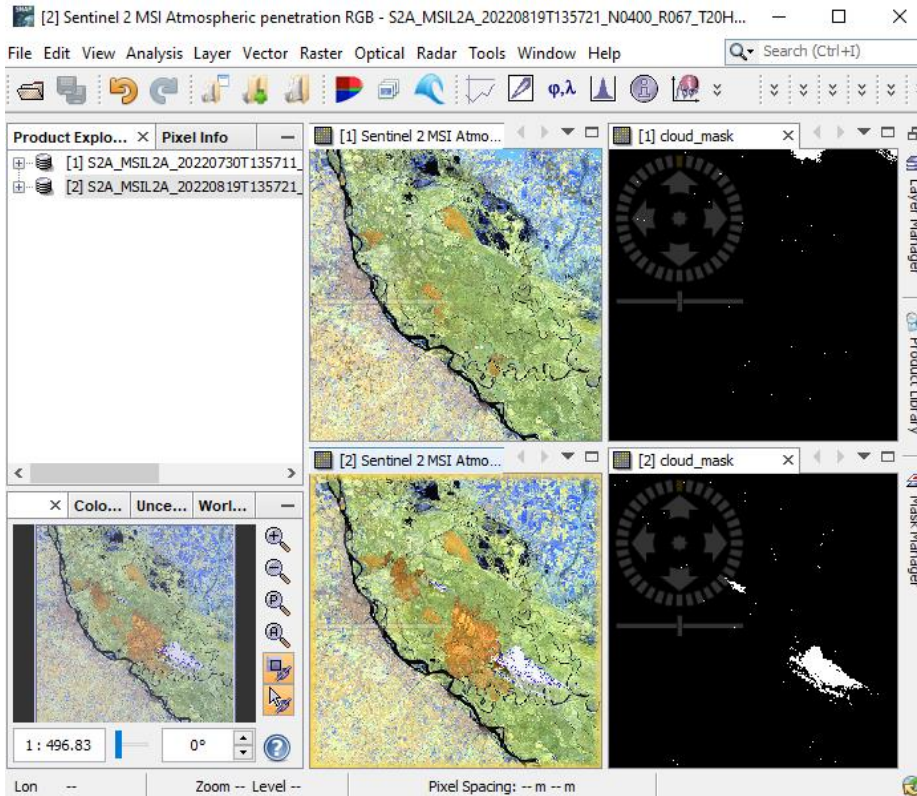 [2] Sentinel 2 MSI Atmospheric penetration RGB - S2A_MSIL2A_20220819T135721_N0400_R067_T20H...
File Edit View Analysis Layer Vector Raster Optical Radar Tools Window Help
Search (Ctrl+I)
φ,λ
Product Explo... Pixel Info
[1] S2A_MSIL2A_20220730T135711_
[2] S2A_MSIL2A_20220819T135721_
[1] Sentinel 2 MSI Atmo...
[1] cloud_mask
Layer Manager
Product Library
Mask Manager
[2] Sentinel 2 MSI Atmo...
[2] cloud_mask
Colo... Unce... Worl...
1 : 496.83
0°
Lon -- Zoom -- Level -- Pixel Spacing: -- m -- m